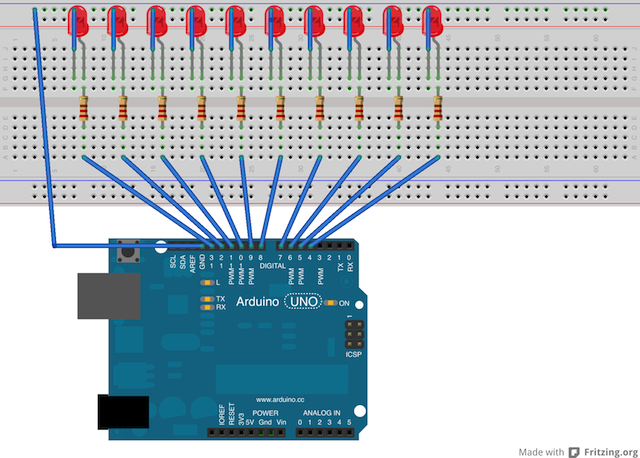 SCL
SDA
AREF
GND
13
12
PWM 11
PWM 10
PWM 9
8
DIGITAL
7
PWM 6
PWM 5
4
PWM 3
2
TX 1
RX 0
L
TX
RX
Arduino UNO ON
1
ICSP
www.arduino.cc
POWER ANALOG IN
IOREF
RESET
3V3
5V Gnd Vin 0 1 2 3 4 5
Made with Fritzing.org